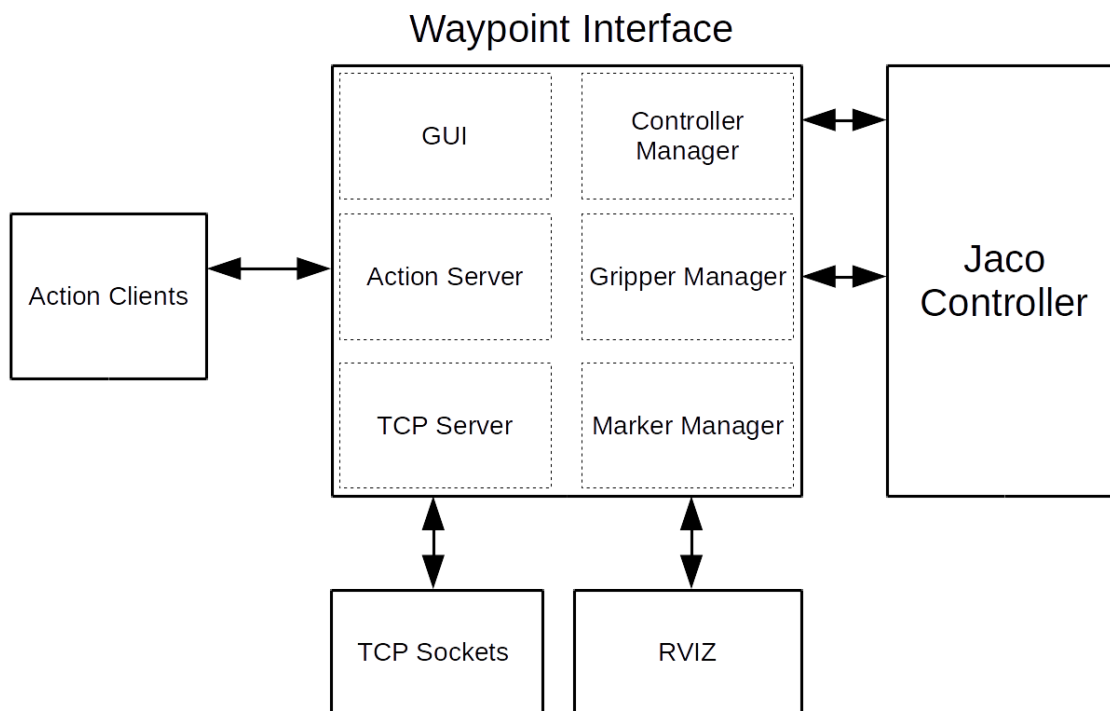 Waypoint Interface
GUI
Controller
Manager
Action Clients
Action Server
Gripper Manager
Jaco
Controller
TCP Server
Marker Manager
TCP Sockets
RVIZ